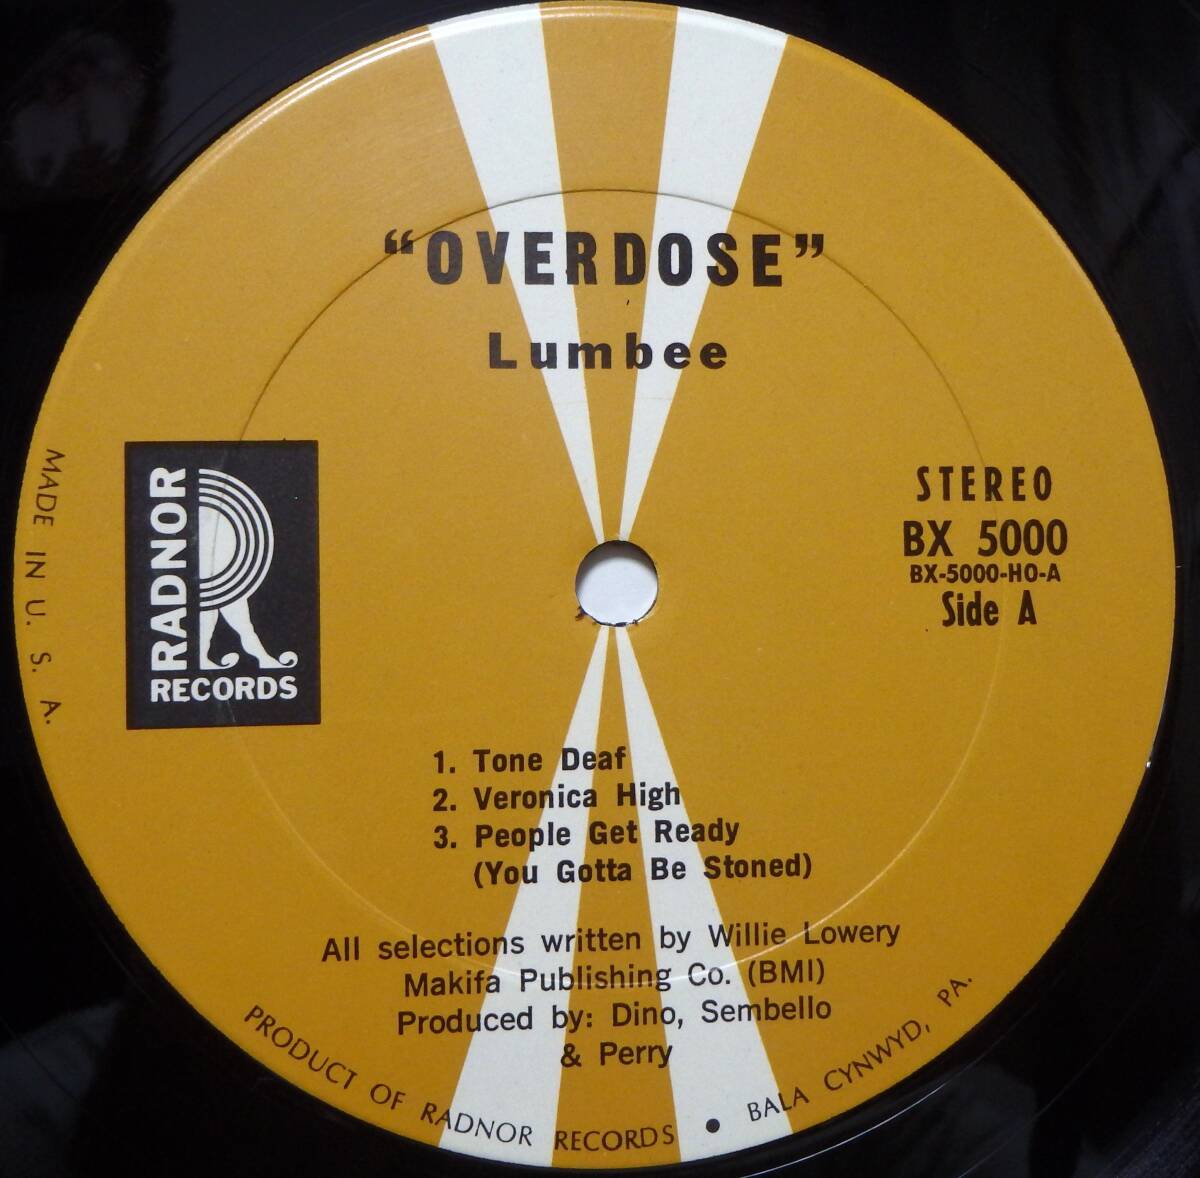 “OVERDOSE”
Lumbee
RADNOR
RECORDS
STEREO
BX 5000
BX-5000-HO-A
Side A
MADE IN U. S. A.
1. Tone Deaf
2. Veronica High
3. People Get Ready
(You Gotta Be Stoned)
All selections written by Willie Lowery
Makifa Publishing Co. (BMI)
Produced by: Dino, Sembello
& Perry
PRODUCT OF RADNOR RECORDS • BALA CYNWYD, PA.